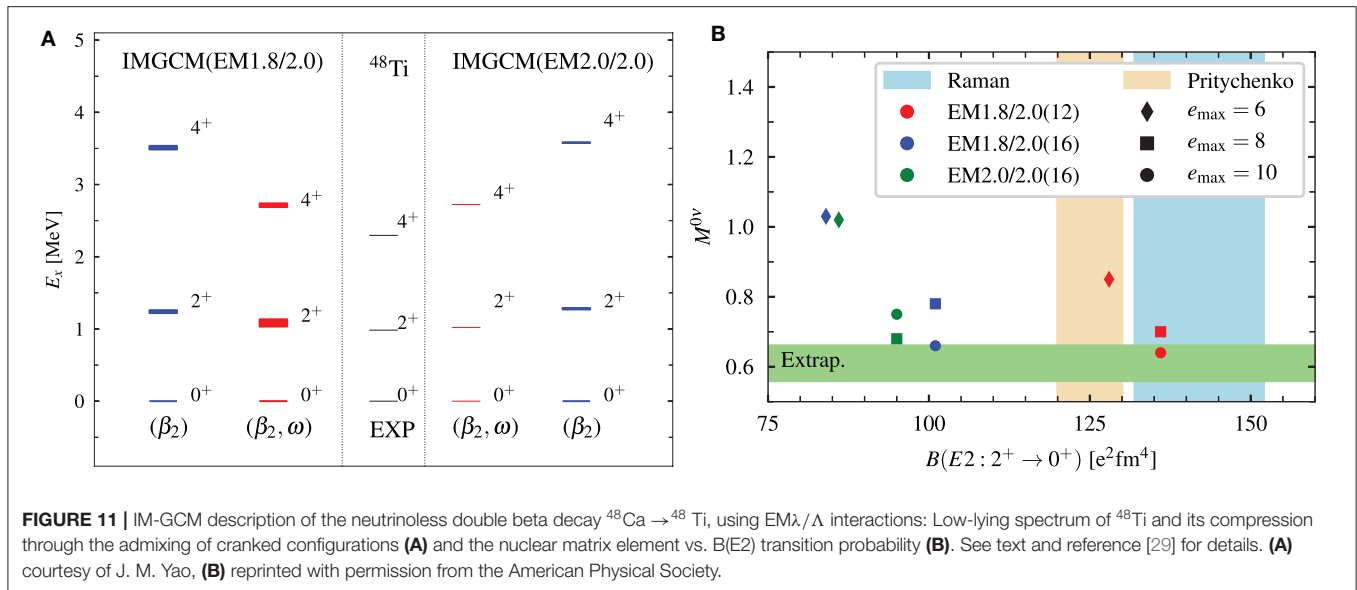 A
5
4
3
2
1
0
E_x [MeV]
IMGCM(EM1.8/2.0)
⁴⁸Ti
IMGCM(EM2.0/2.0)
4⁺
4⁺
4⁺
4⁺
4⁺
2⁺
2⁺
2⁺
2⁺
2⁺
0⁺
0⁺
0⁺
0⁺
0⁺
(β₂)
(β₂, ω)
EXP
(β₂, ω)
(β₂)
B
1.4
1.2
1.0
0.8
0.6
M⁰ᵛ
Raman
Pritychenko
EM1.8/2.0(12)
e_max = 6
EM1.8/2.0(16)
e_max = 8
EM2.0/2.0(16)
e_max = 10
Extrap.
75
100
125
150
B(E2 : 2⁺ → 0⁺) [e²fm⁴]
FIGURE 11 | IM-GCM description of the neutrinoless double beta decay ⁴⁸Ca →⁴⁸ Ti, using EMλ/Λ interactions: Low-lying spectrum of ⁴⁸Ti and its compression
through the admixing of cranked configurations (A) and the nuclear matrix element vs. B(E2) transition probability (B). See text and reference [29] for details. (A)
courtesy of J. M. Yao, (B) reprinted with permission from the American Physical Society.